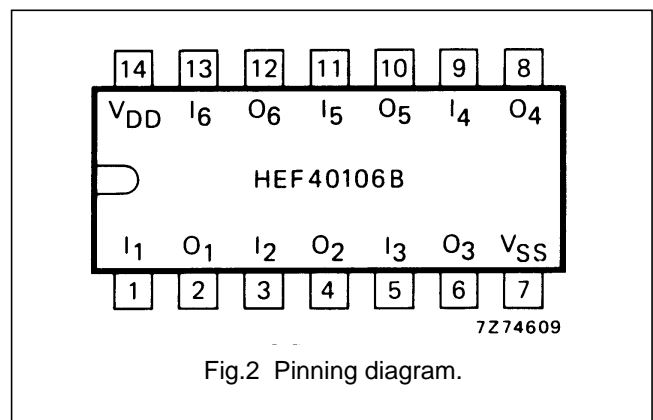 14 13 12 11 10 9 8
VDD I6 O6 I5 O5 I4 O4
HEF40106B
I1 O1 I2 O2 I3 O3 VSS
1 2 3 4 5 6 7
7Z74609
Fig.2 Pinning diagram.